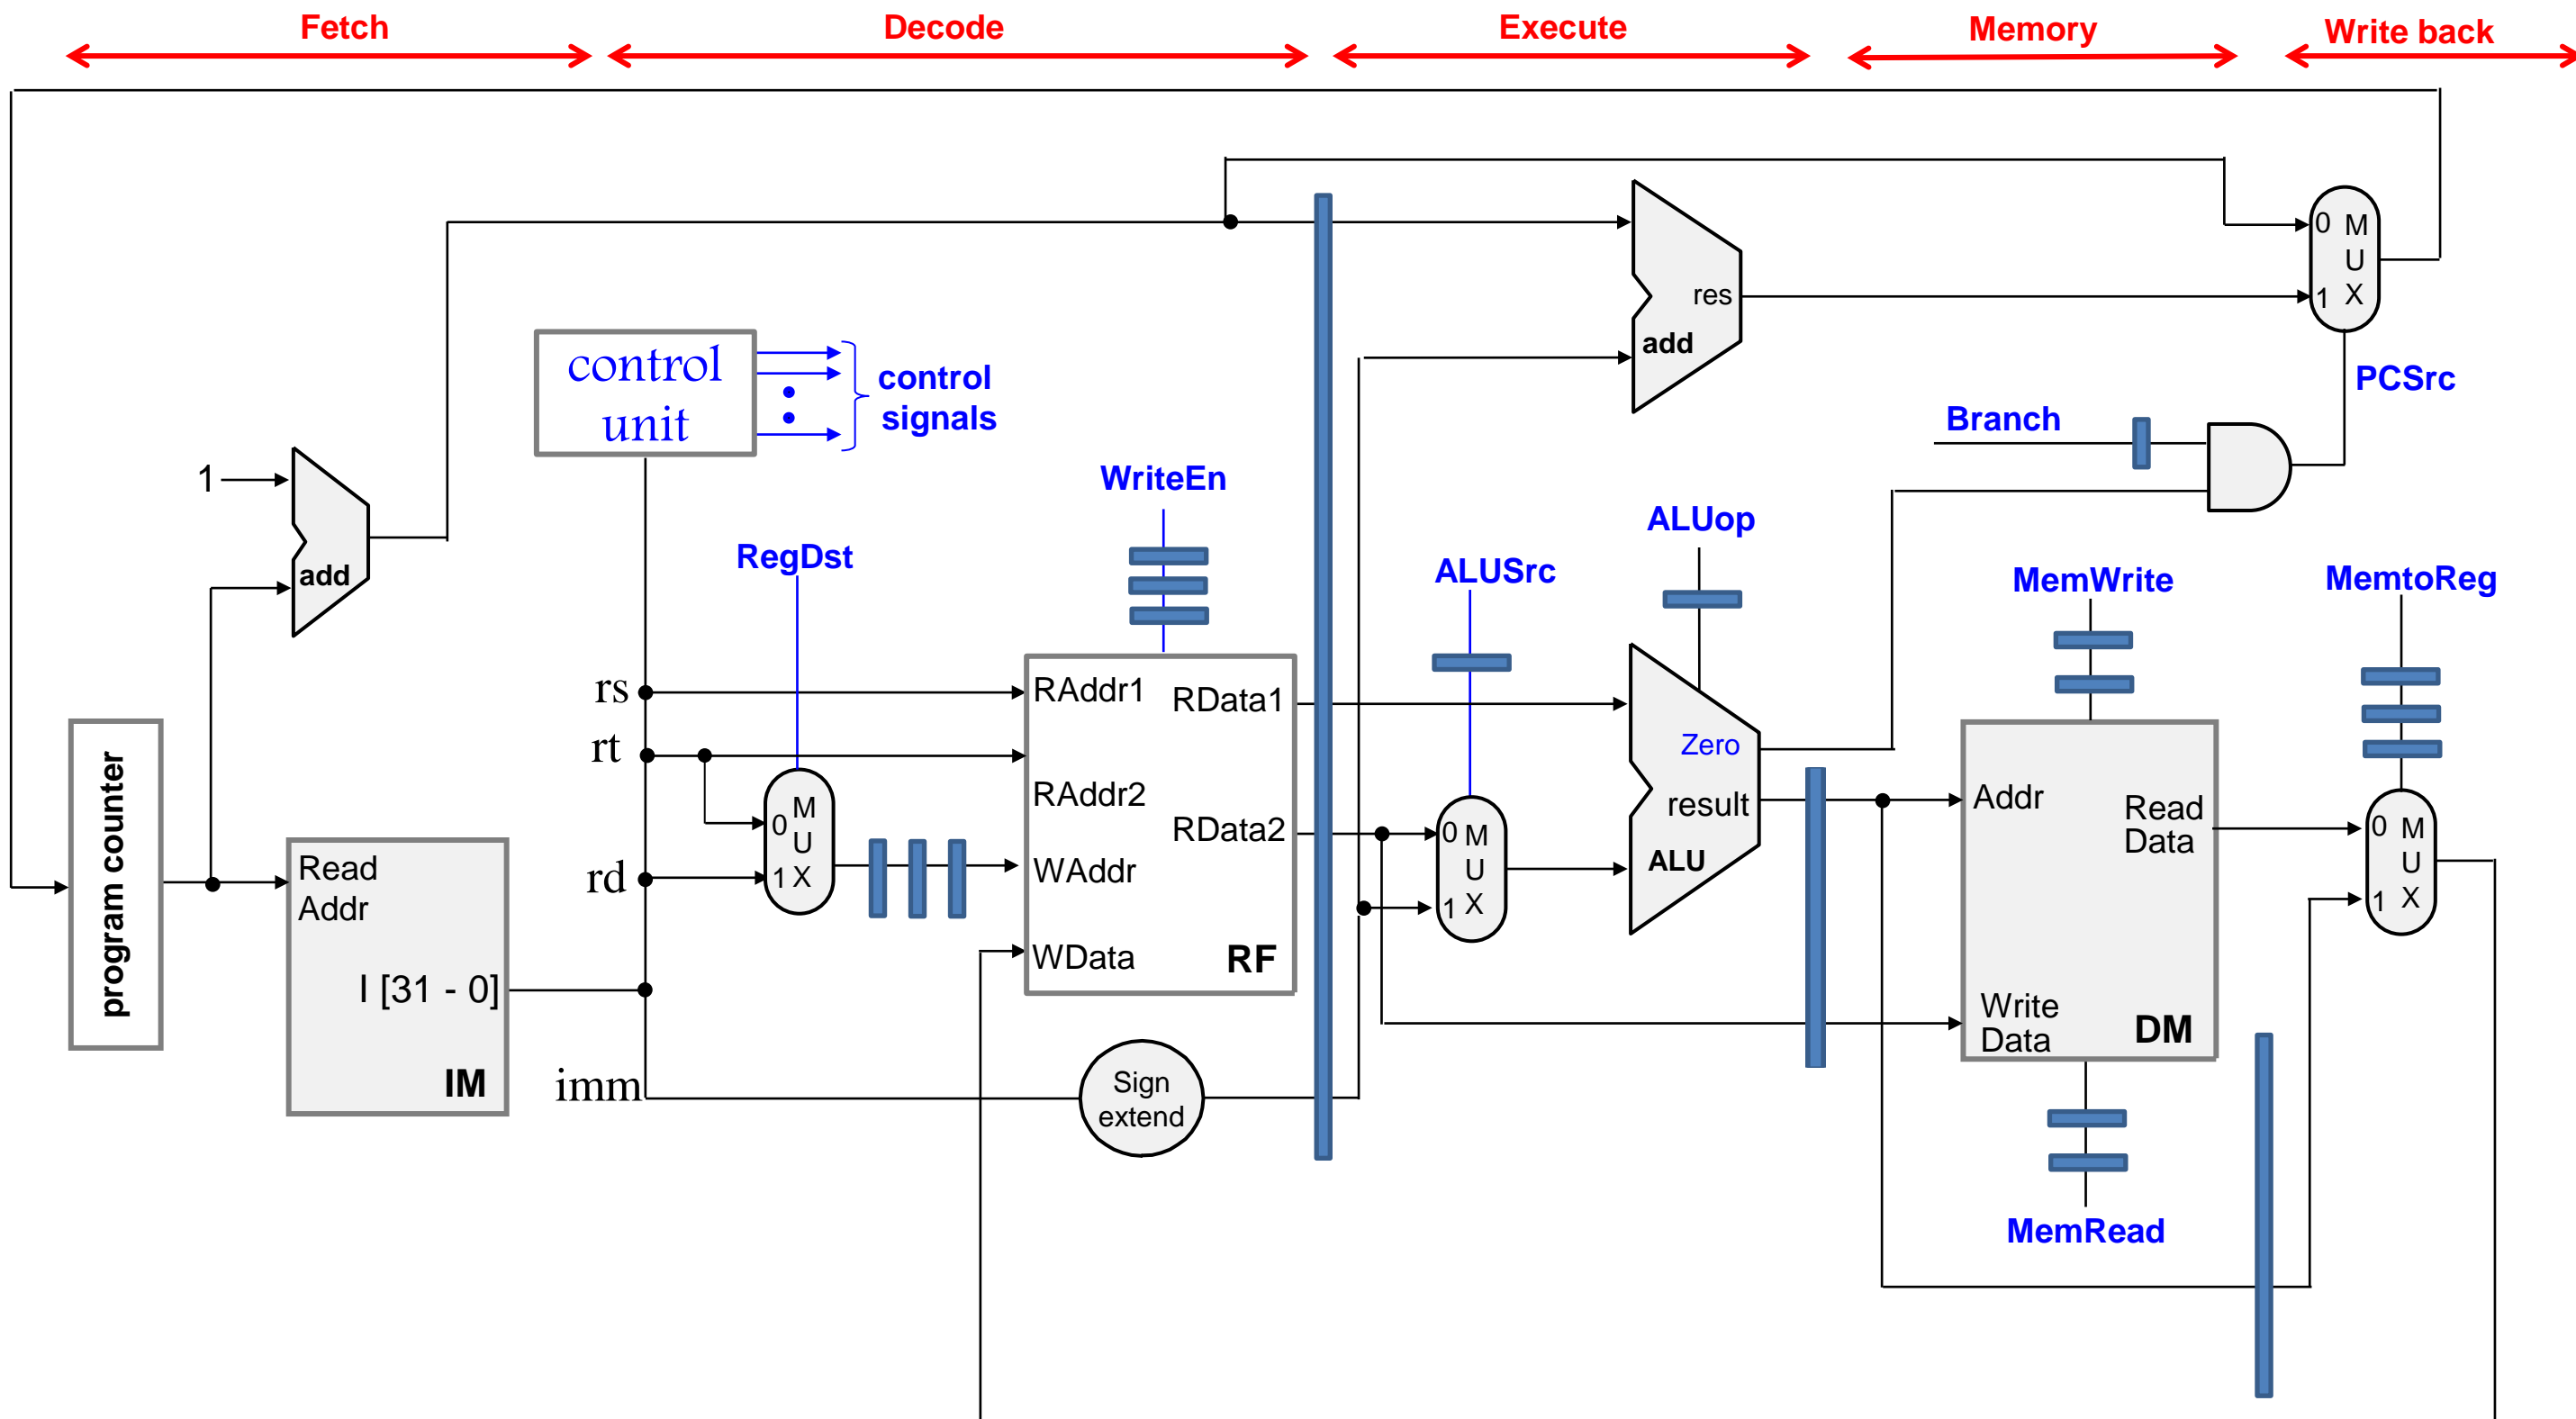 Fetch
Decode
Execute
Memory
Write back
0 M
U
1 X
res
add
control
unit
control
signals
PCSrc
Branch
1
add
WriteEn
ALUop
RegDst
ALUSrc
MemWrite
MemtoReg
rs
RAddr1
RData1
rt
RAddr2
RData2
0 M
U
1 X
rd
WAddr
WData
RF
Zero
result
ALU
0 M
U
1 X
Addr
Read
Data
Write
Data
DM
0 M
U
1 X
program counter
Read
Addr
I [31 - 0]
IM
imm
Sign
extend
MemRead